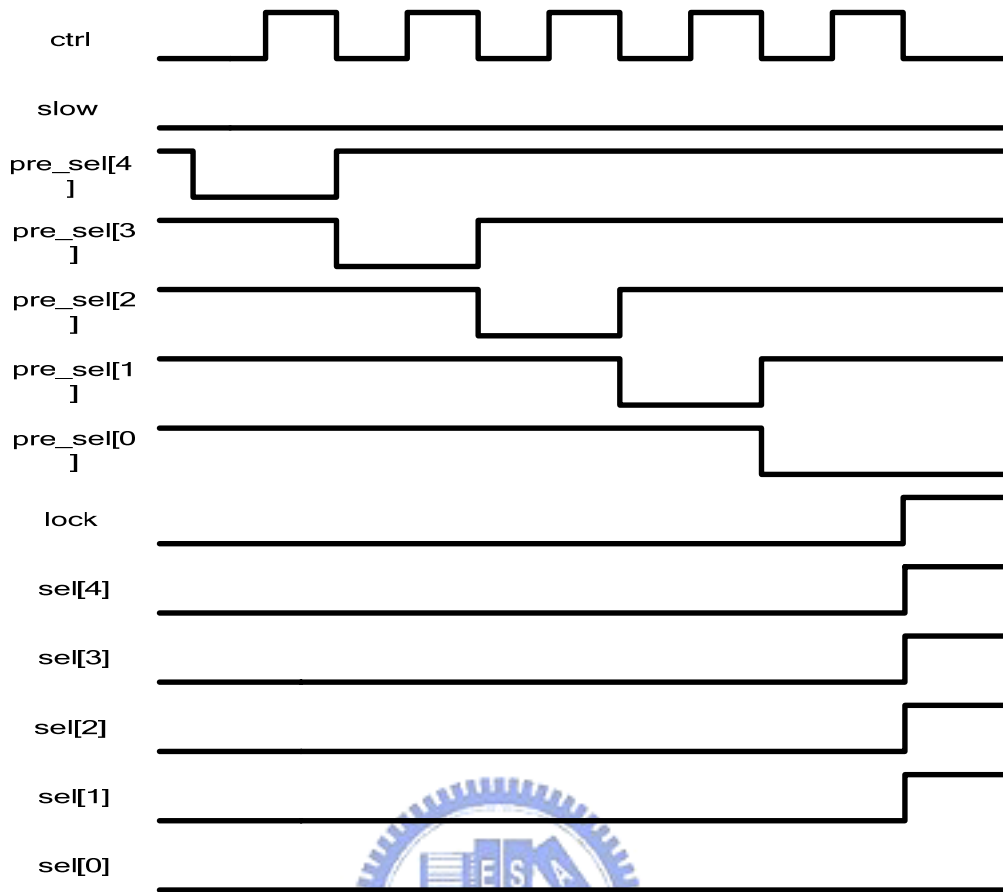 ctrl
slow
pre_sel[4
]
pre_sel[3
]
pre_sel[2
]
pre_sel[1
]
pre_sel[0
]
lock
sel[4]
sel[3]
sel[2]
sel[1]
sel[0]
ESA